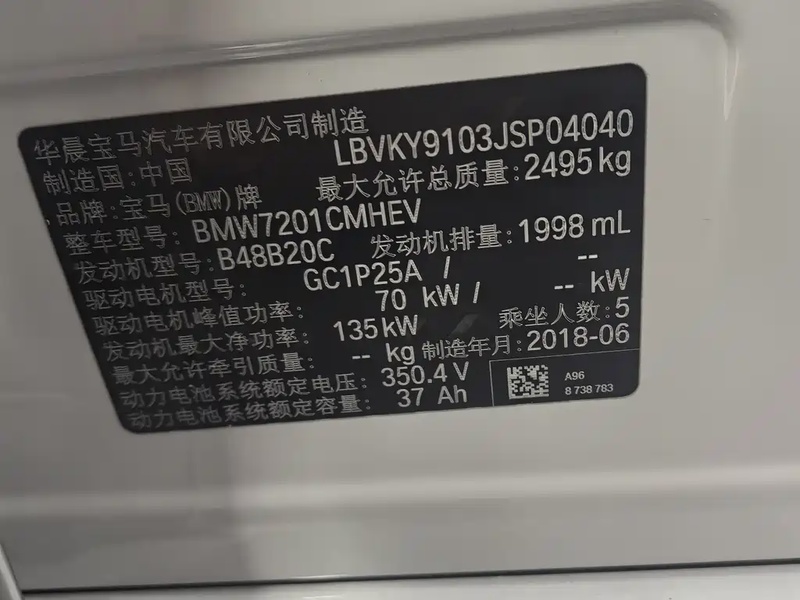 华晨宝马汽车有限公司制造
制造国:中国 LBVKY9103JSP04040
品牌:宝马(BMW)牌 最大允许总质量:2495kg
整车型号:BMW7201CMHEV
发动机型号:B48B20C 发动机排量:1998 mL
驱动电机型号: GC1P25A / --
驱动电机峰值功率: 70 kW / -- kW
发动机最大净功率: 135kW 乘坐人数:5
最大允许牵引质量: -- kg 制造年月:2018-06
动力电池系统额定电压: 350.4 V
动力电池系统额定容量: 37 Ah
A96
8 738 783